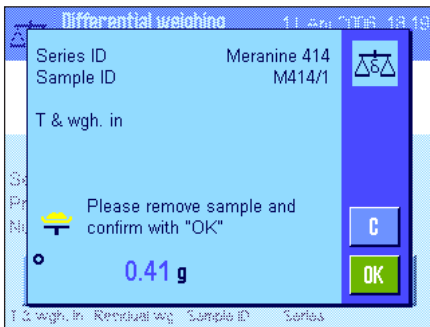 Differential weighing
Series ID Meranine 414
Sample ID M414/1
T & wgh. in
Please remove sample and
confirm with "OK"
C
0.41 g
OK
T & wgh. in Residual wg Sample ID Series